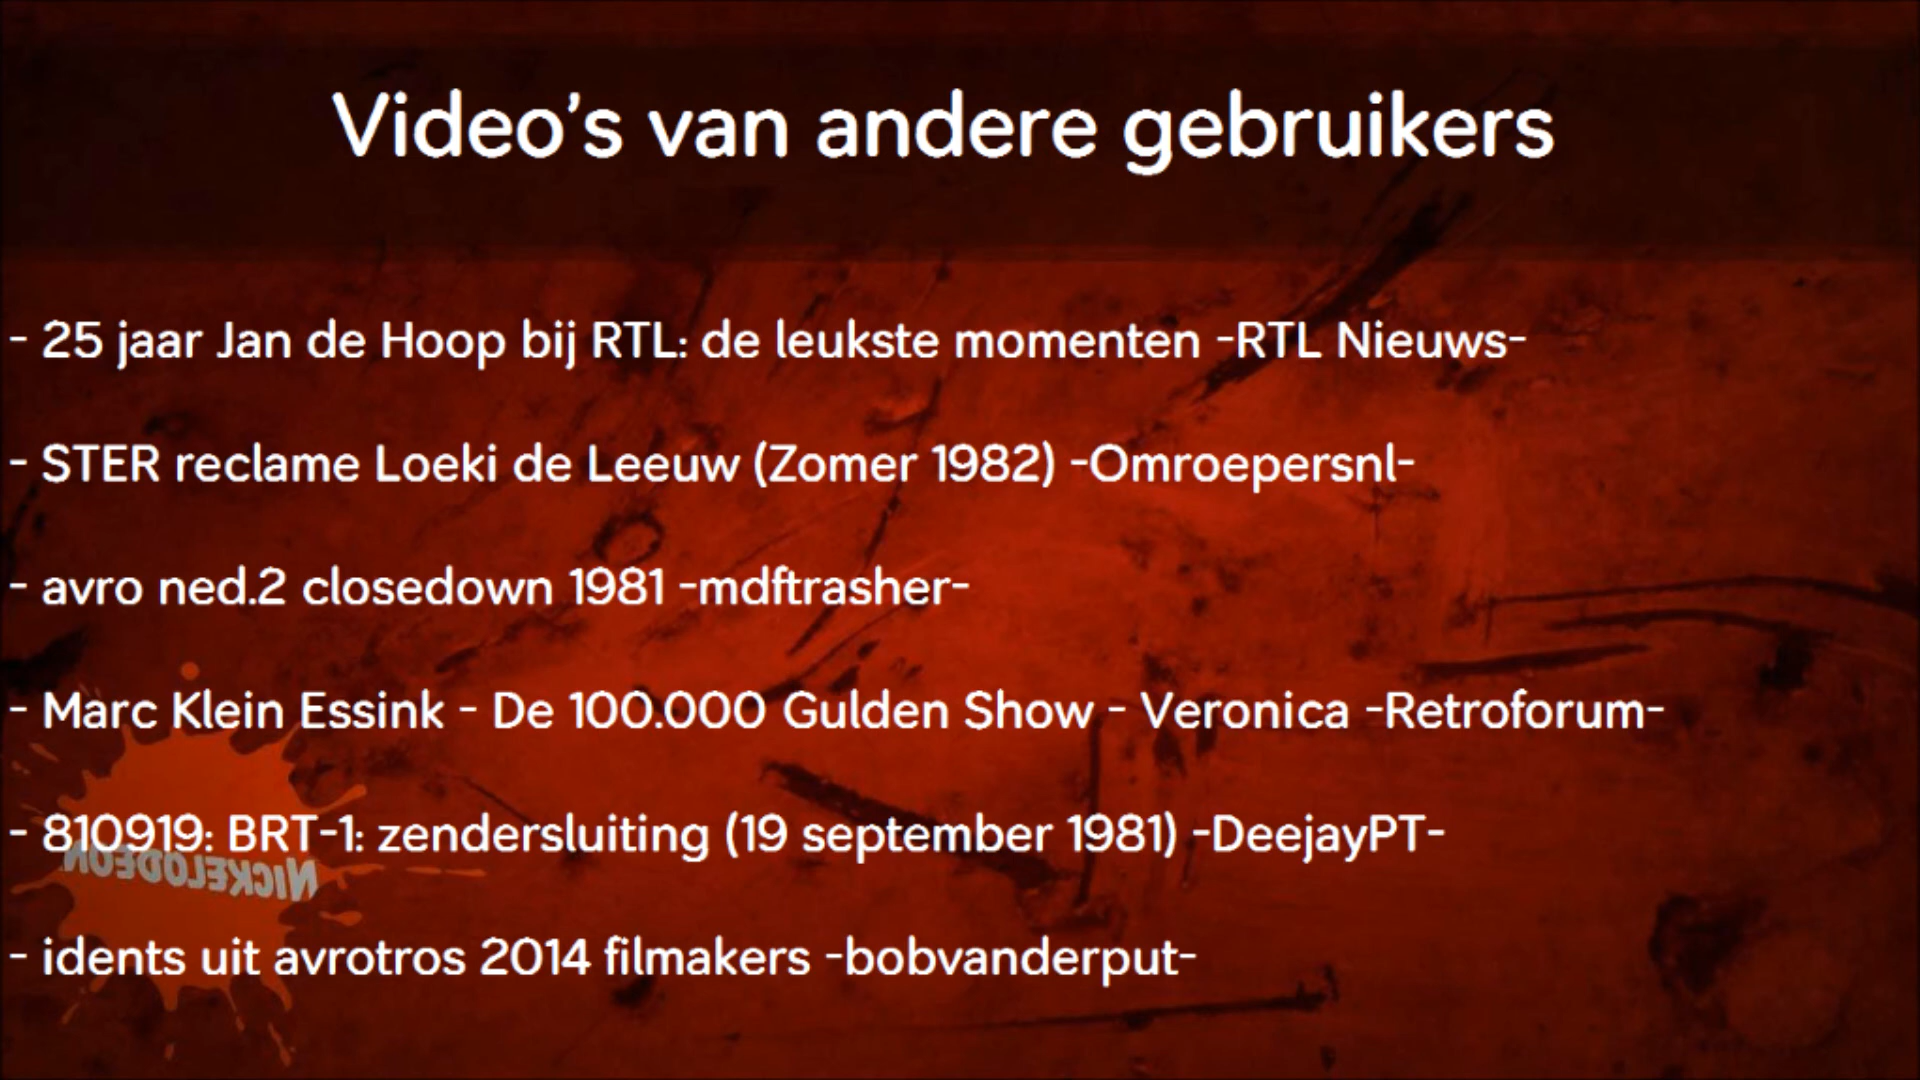 Video's van andere gebruikers
- 25 jaar Jan de Hoop bij RTL: de leukste momenten -RTL Nieuws-
- STER reclame Loeki de Leeuw (Zomer 1982) -Omroepersnl-
- avro ned.2 closedown 1981 -mdftrasher-
- Marc Klein Essink - De 100.000 Gulden Show - Veronica -Retroforum-
- 810919: BRT-1: zendersluiting (19 september 1981) -DeejayPT-
NICKELODEON
- idents uit avrotros 2014 filmakers -bobvanderput-